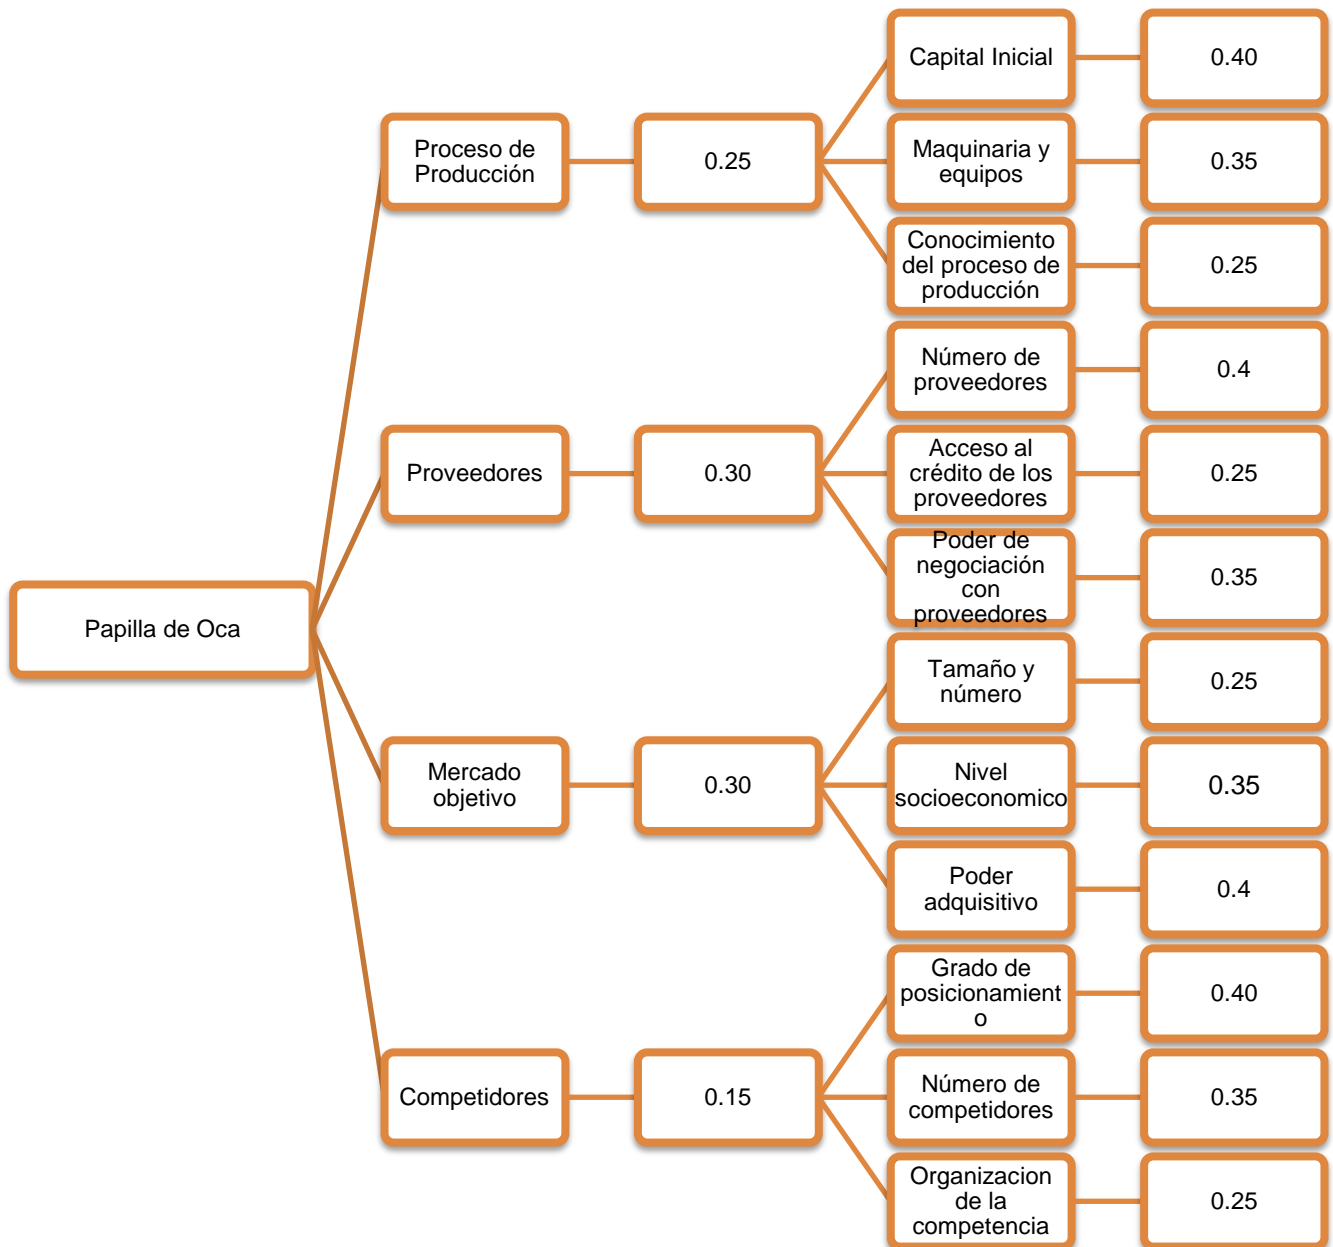 Capital Inicial
0.40
Proceso de
Producción
0.25
Maquinaria y
equipos
0.35
Conocimiento
del proceso de
producción
0.25
Número de
proveedores
0.4
Proveedores
0.30
Acceso al
crédito de los
proveedores
0.25
Poder de
negociación
con
proveedores
0.35
Papilla de Oca
Tamaño y
número
0.25
Mercado
objetivo
0.30
Nivel
socioeconomico
0.35
Poder
adquisitivo
0.4
Grado de
posicionamient
o
0.40
Competidores
0.15
Número de
competidores
0.35
Organizacion
de la
competencia
0.25